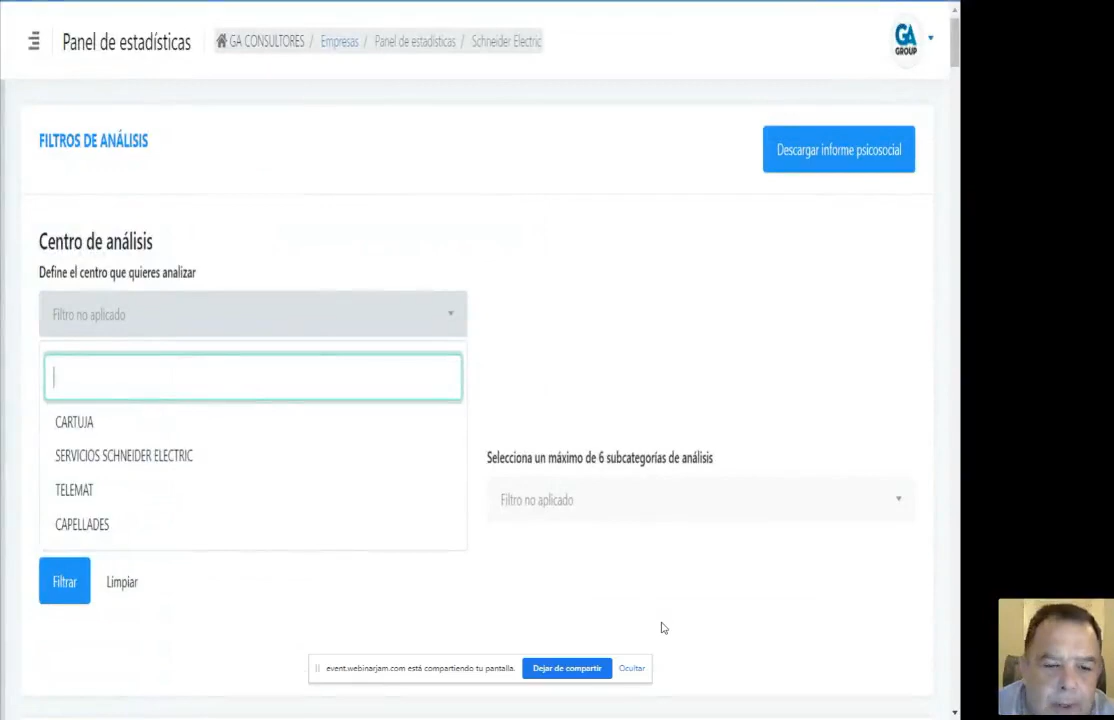 Panel de estadísticas
GA CONSULTORES / Empresas / Panel de estadísticas / Schneider Electric
GA
GROUP
FILTROS DE ANÁLISIS
Descargar informe psicosocial
Centro de análisis
Define el centro que quieres analizar
Filtro no aplicado
CARTUJA
SERVICIOS SCHNEIDER ELECTRIC
TELEMAT
CAPELLADES
Selecciona un máximo de 6 subcategorías de análisis
Filtro no aplicado
Filtrar
Limpiar
event.webinarjam.com está compartiendo tu pantalla.
Dejar de compartir
Ocultar